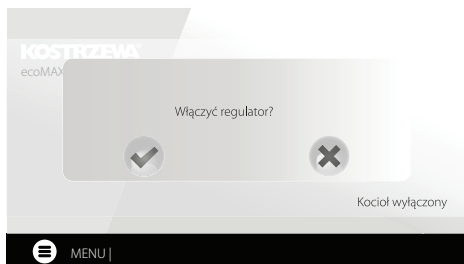 KOSTRZEWA
ecoMAX
Włączyć regulator?
Kocioł wyłączony
MENU |